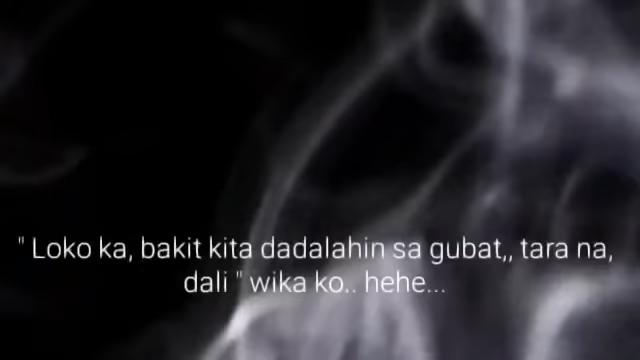 " Loko ka, bakit kita dadalahin sa gubat,, tara na,
dali " wika ko.. hehe...